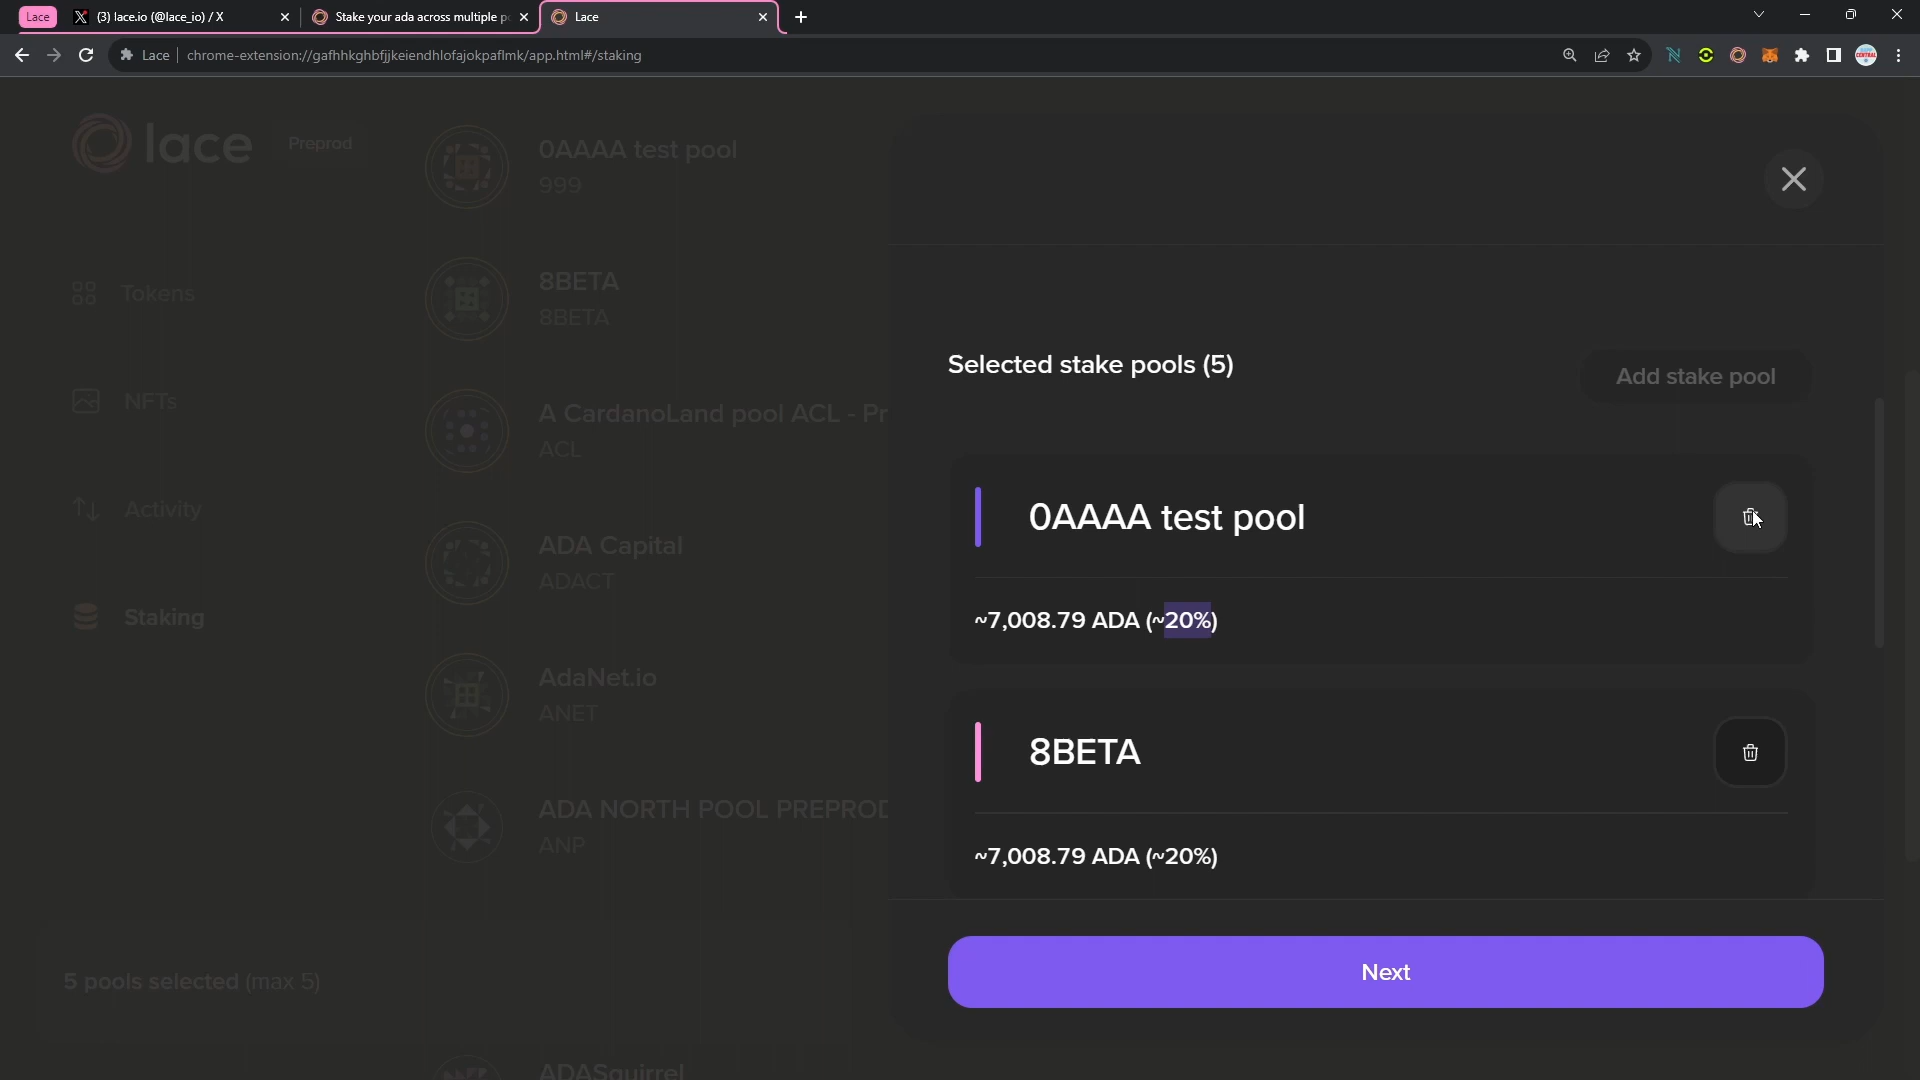 Lace
(3) lace.io (@lace_io) / X
Stake your ada across multiple po
Lace
Lace
chrome-extension://gafhhkghbfjjkeiendhlofajokpaflmk/app.html#/staking
lace
Preprod
Tokens
NFTs
Activity
Staking
0AAAA test pool
999
8BETA
8BETA
A CardanoLand pool ACL - Pr
ACL
ADA Capital
ADACT
AdaNet.io
ANET
ADA NORTH POOL PREPROD
ANP
ADASquirrel
5 pools selected (max 5)
Selected stake pools (5)
Add stake pool
0AAAA test pool
~7,008.79 ADA (~20%)
8BETA
~7,008.79 ADA (~20%)
Next